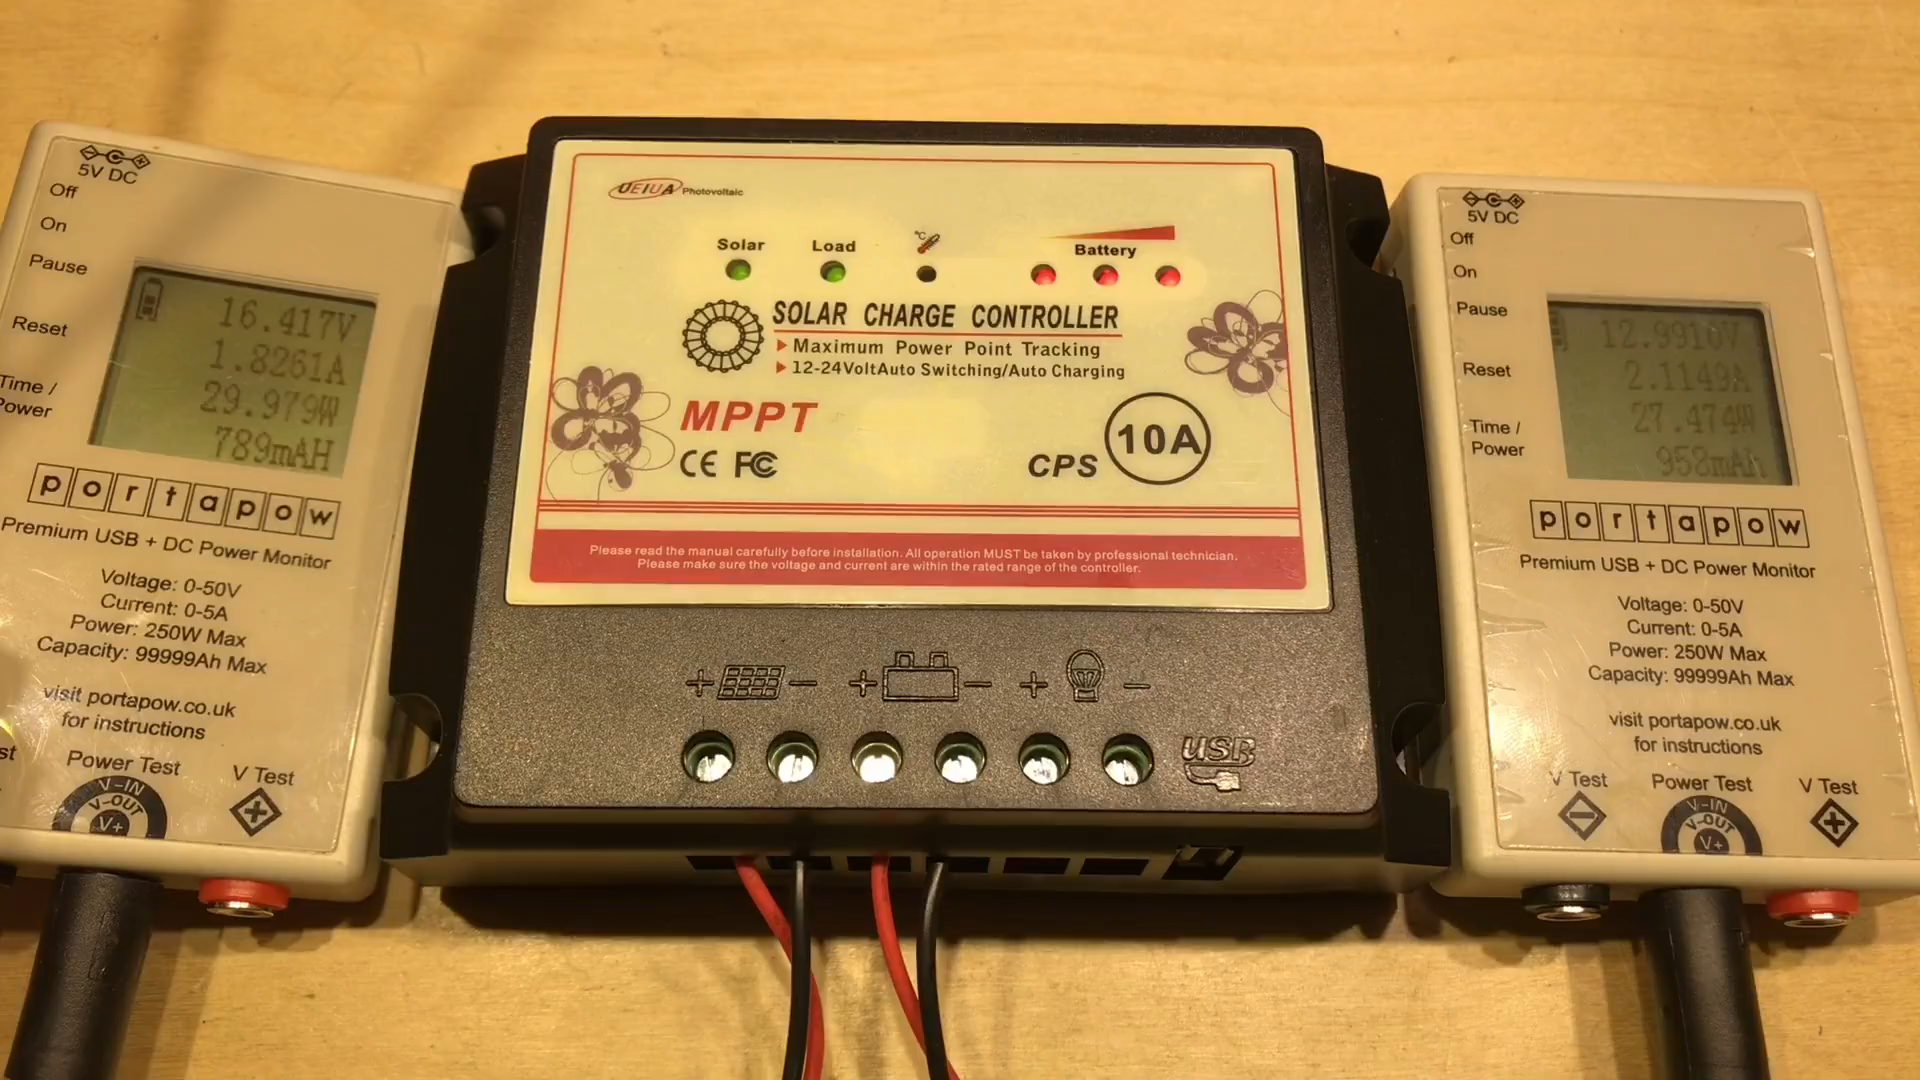 5V DC
Off
On
Pause
Reset
Time /
Power
16.417V
1.8261A
29.979W
789mAH
portapow
Premium USB + DC Power Monitor
Voltage: 0-50V
Current: 0-5A
Power: 250W Max
Capacity: 99999Ah Max
visit portapow.co.uk
for instructions
Power Test
V Test
V-IN
V-OUT
V+
UEIUA Photovoltaic
Solar
Load
°C
Battery
SOLAR CHARGE CONTROLLER
Maximum Power Point Tracking
12-24VoltAuto Switching/Auto Charging
MPPT
CE FC
CPS
10A
Please read the manual carefully before installation. All operation MUST be taken by professional technician.
Please make sure the voltage and current are within the rated range of the controller.
+ − + − + −
USB
5V DC
Off
On
Pause
Reset
Time /
Power
12.9910V
2.1149A
27.474W
958mAh
portapow
Premium USB + DC Power Monitor
Voltage: 0-50V
Current: 0-5A
Power: 250W Max
Capacity: 99999Ah Max
visit portapow.co.uk
for instructions
V Test
Power Test
V Test
V-IN
V-OUT
V+